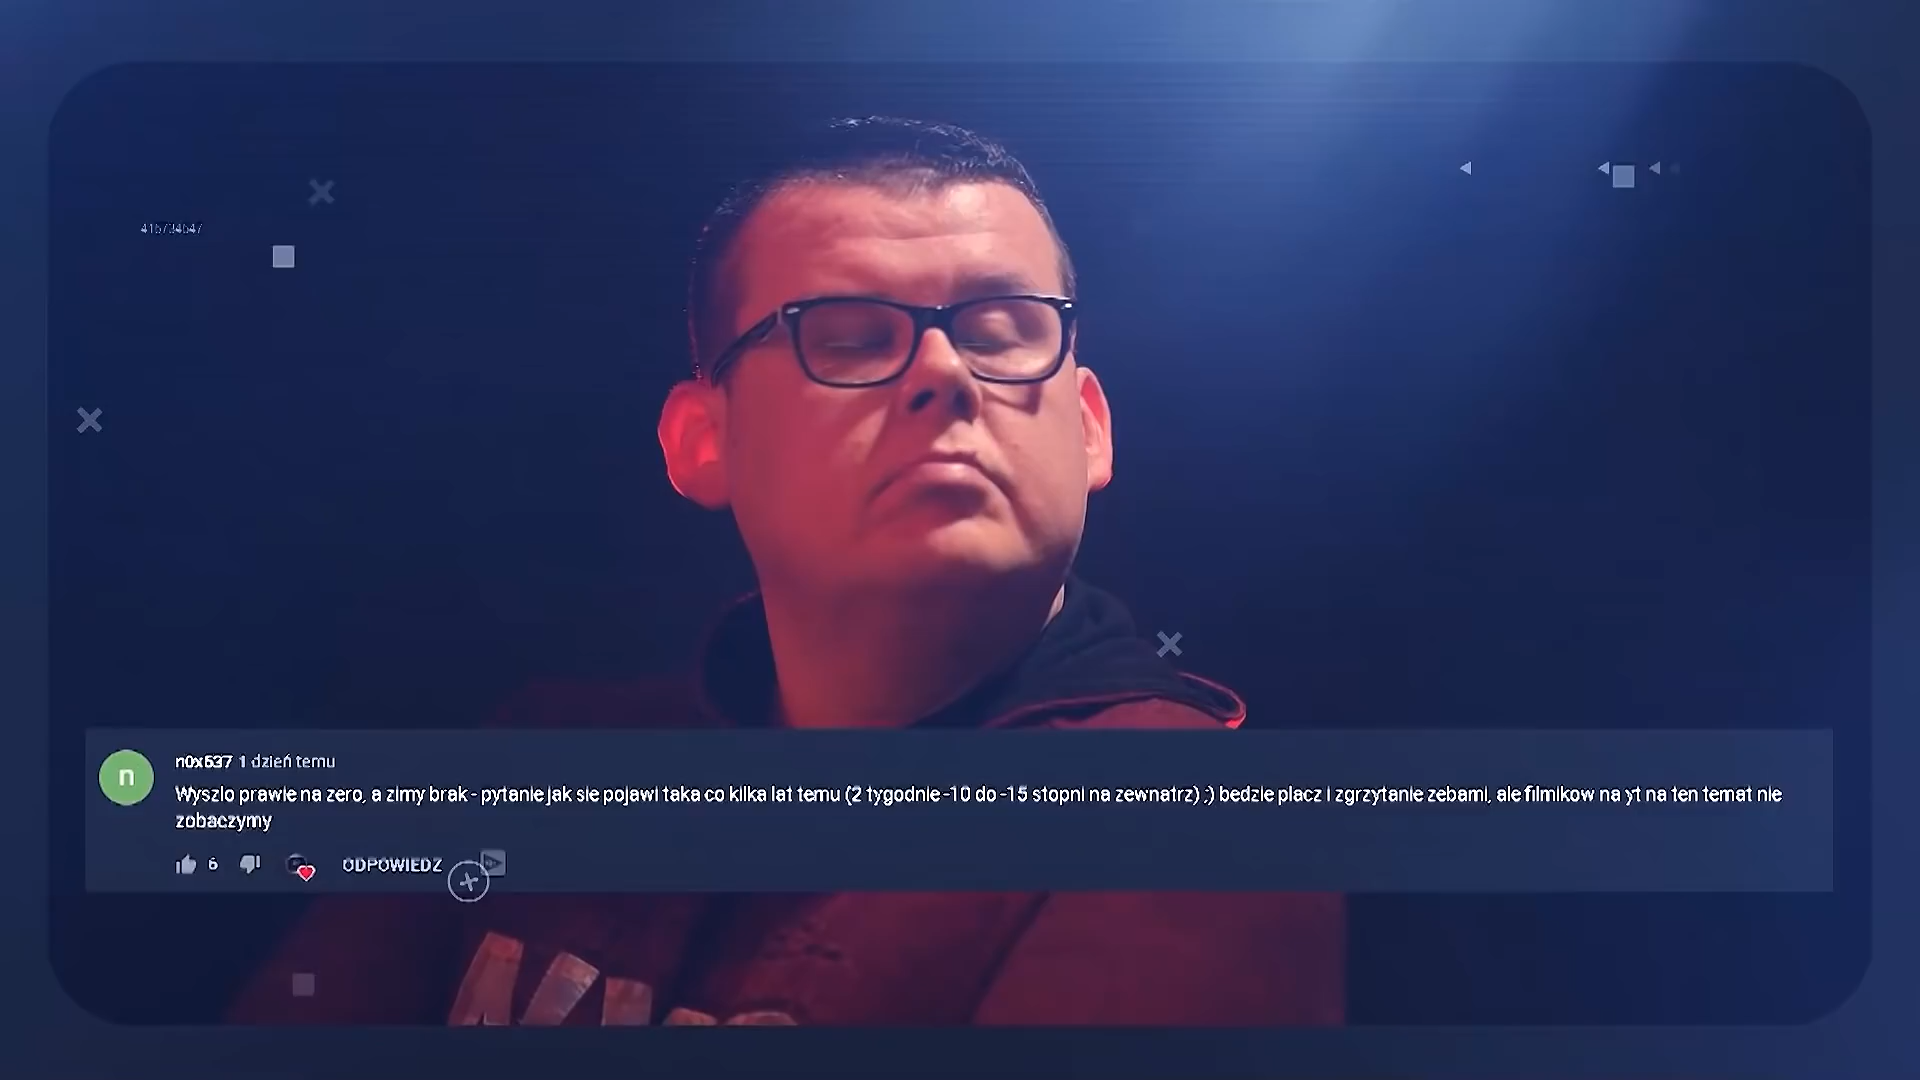 n0x637 1 dzień temu
Wyszlo prawie na zero, a zimy brak - pytanie jak sie pojawi taka co kilka lat temu (2 tygodnie -10 do -15 stopni na zewnatrz) ;) bedzie placz i zgrzytanie zebami, ale filmikow na yt na ten temat nie
zobaczymy
6 ODPOWIEDZ